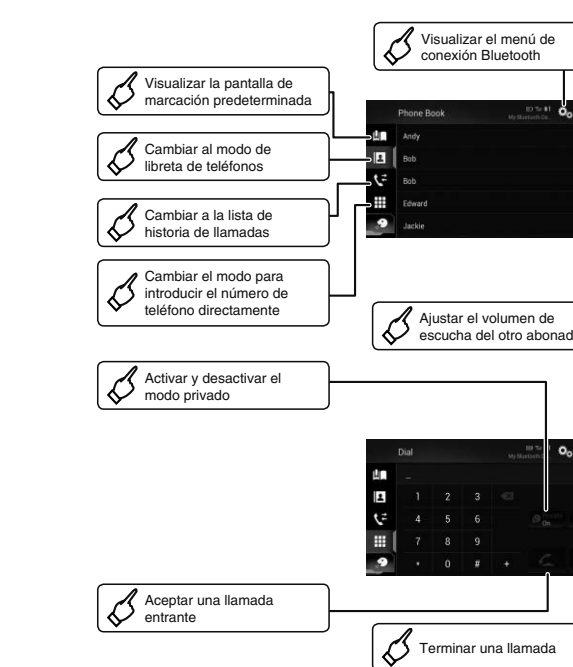 Visualizar el menú de
conexión Bluetooth
Visualizar la pantalla de
marcación predeterminada
Cambiar al modo de
libreta de teléfonos
Cambiar a la lista de
historia de llamadas
Cambiar el modo para
introducir el número de
teléfono directamente
Phone Book
Andy
Bob
Bob
Edward
Jackie
Ajustar el volumen de
escucha del otro abonad
Activar y desactivar el
modo privado
Dial
1 2 3
4 5 6
On
7 8 9
* 0 # +
Aceptar una llamada
entrante
Terminar una llamada